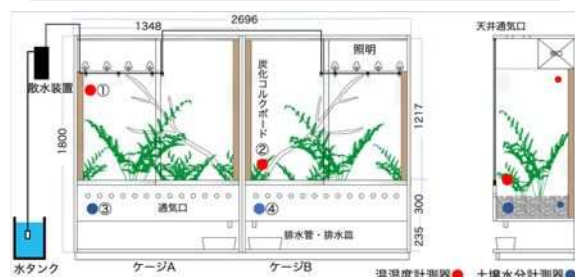 2696
1348
天井通気口
照明
散水装置
①
炭化コルクボード
1800
②
1217
③
通気口
④
300
排水管・排水皿
235
水タンク
ケージA
ケージB
温湿度計測器
土壌水分計測器